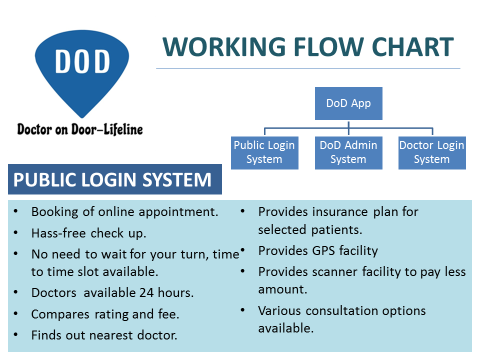 DOD
Doctor on Door-Lifeline
WORKING FLOW CHART
DoD App
Public Login
System
DoD Admin
System
Doctor Login
System
PUBLIC LOGIN SYSTEM
• Booking of online appointment.
• Hass-free check up.
• No need to wait for your turn, time
to time slot available.
• Doctors available 24 hours.
• Compares rating and fee.
• Finds out nearest doctor.
• Provides insurance plan for
selected patients.
• Provides GPS facility
• Provides scanner facility to pay less
amount.
• Various consultation options
available.